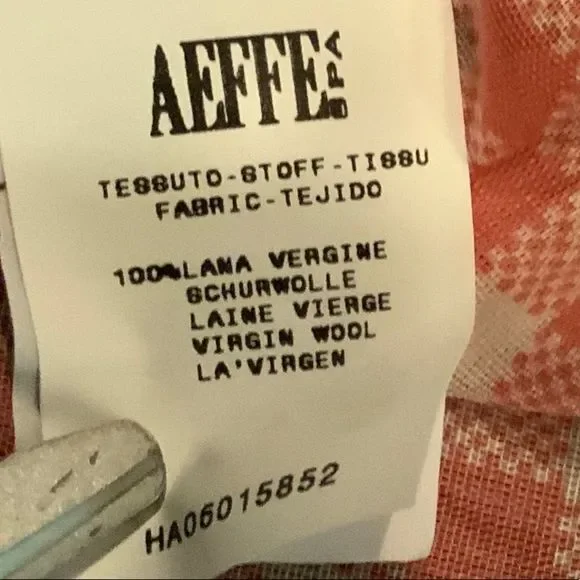 AEFFE SPA
TESSUTO-STOFF-TISSU
FABRIC-TEJIDO
100%LANA VERGINE
SCHURWOLLE
LAINE VIERGE
VIRGIN WOOL
LA'VIRGEN
HA06015852